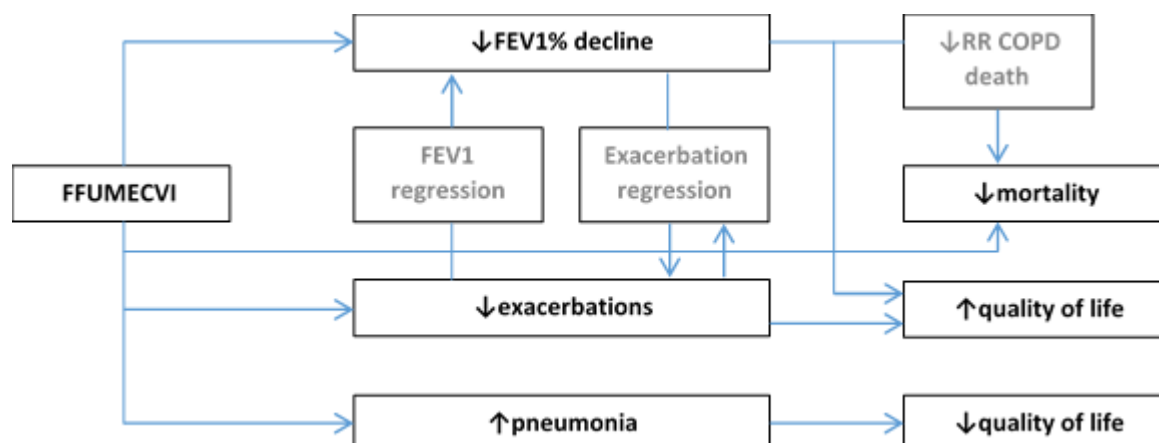 ↓FEV1% decline
↓RR COPD
death
FEV1
regression
Exacerbation
regression
FFUMECVI
↓mortality
↓exacerbations
↑quality of life
↑pneumonia
↓quality of life